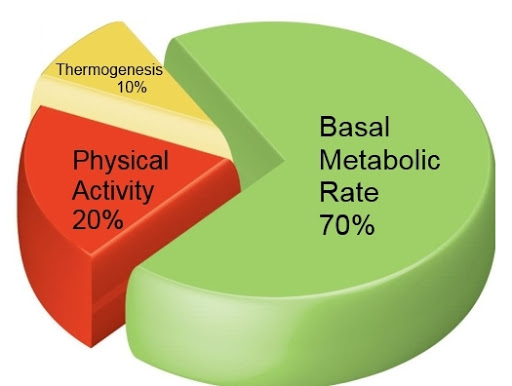 Thermogenesis
10%
Physical
Activity
20%
Basal
Metabolic
Rate
70%